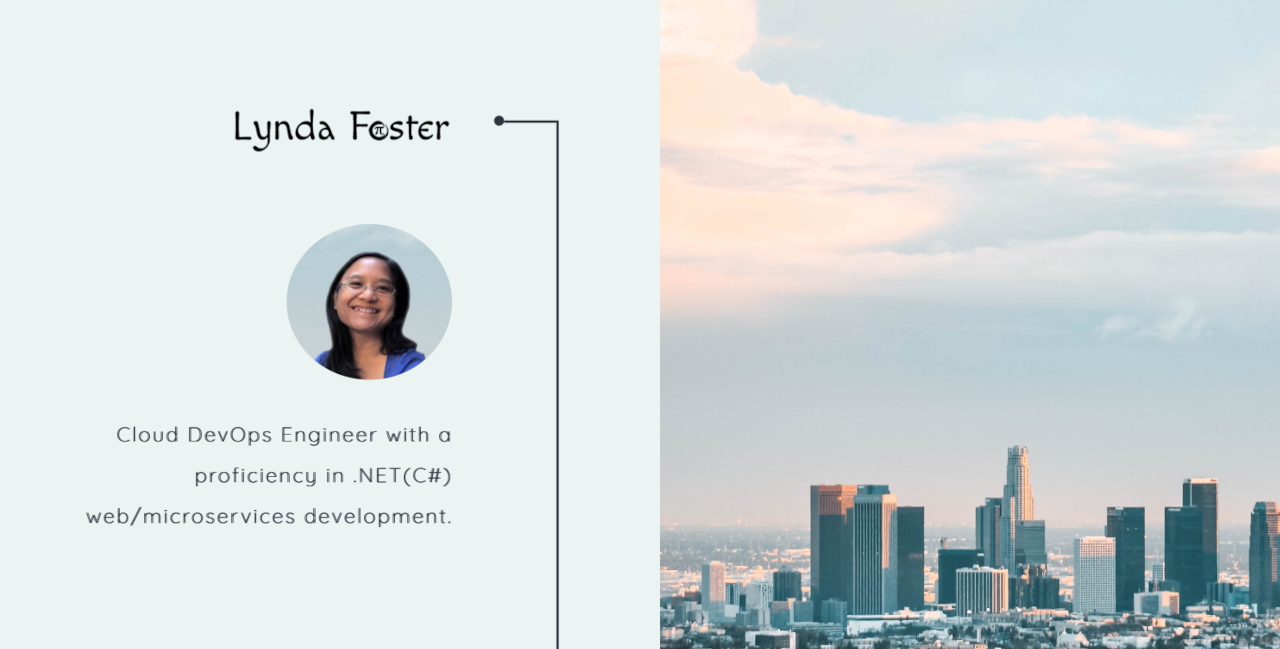 Lynda Foster
Cloud DevOps Engineer with a
proficiency in .NET(C#)
web/microservices development.